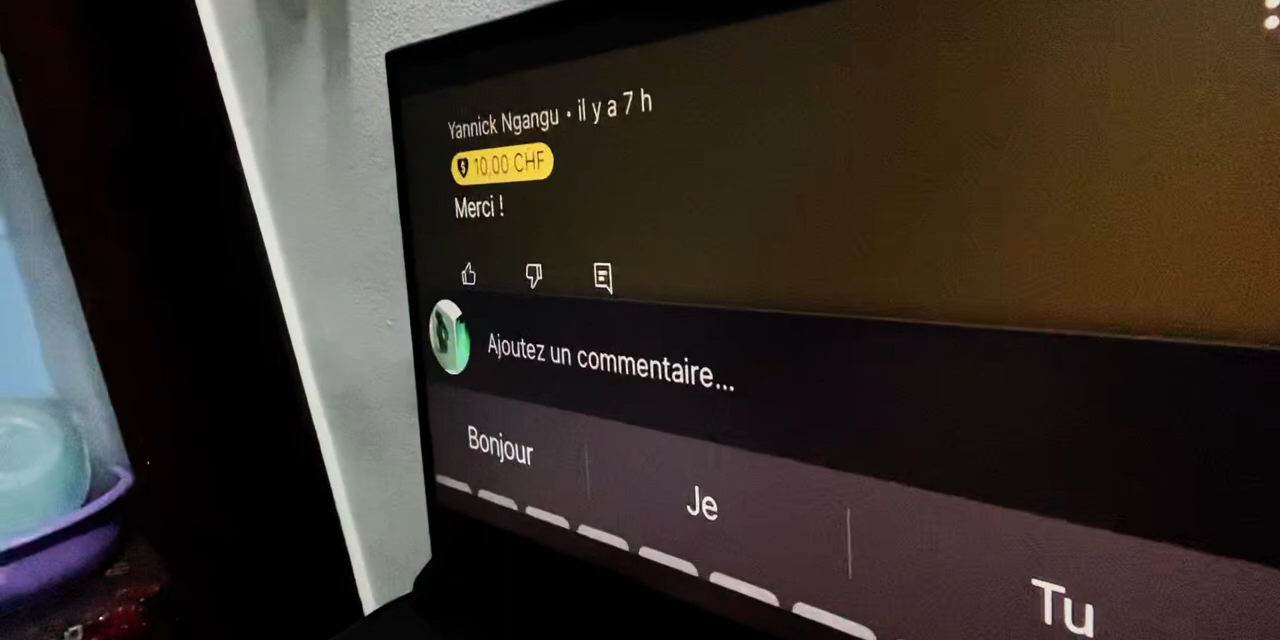 Yannick Ngangu • il y a 7 h
10,00 CHF
Merci !
Ajoutez un commentaire...
Bonjour
Je
Tu